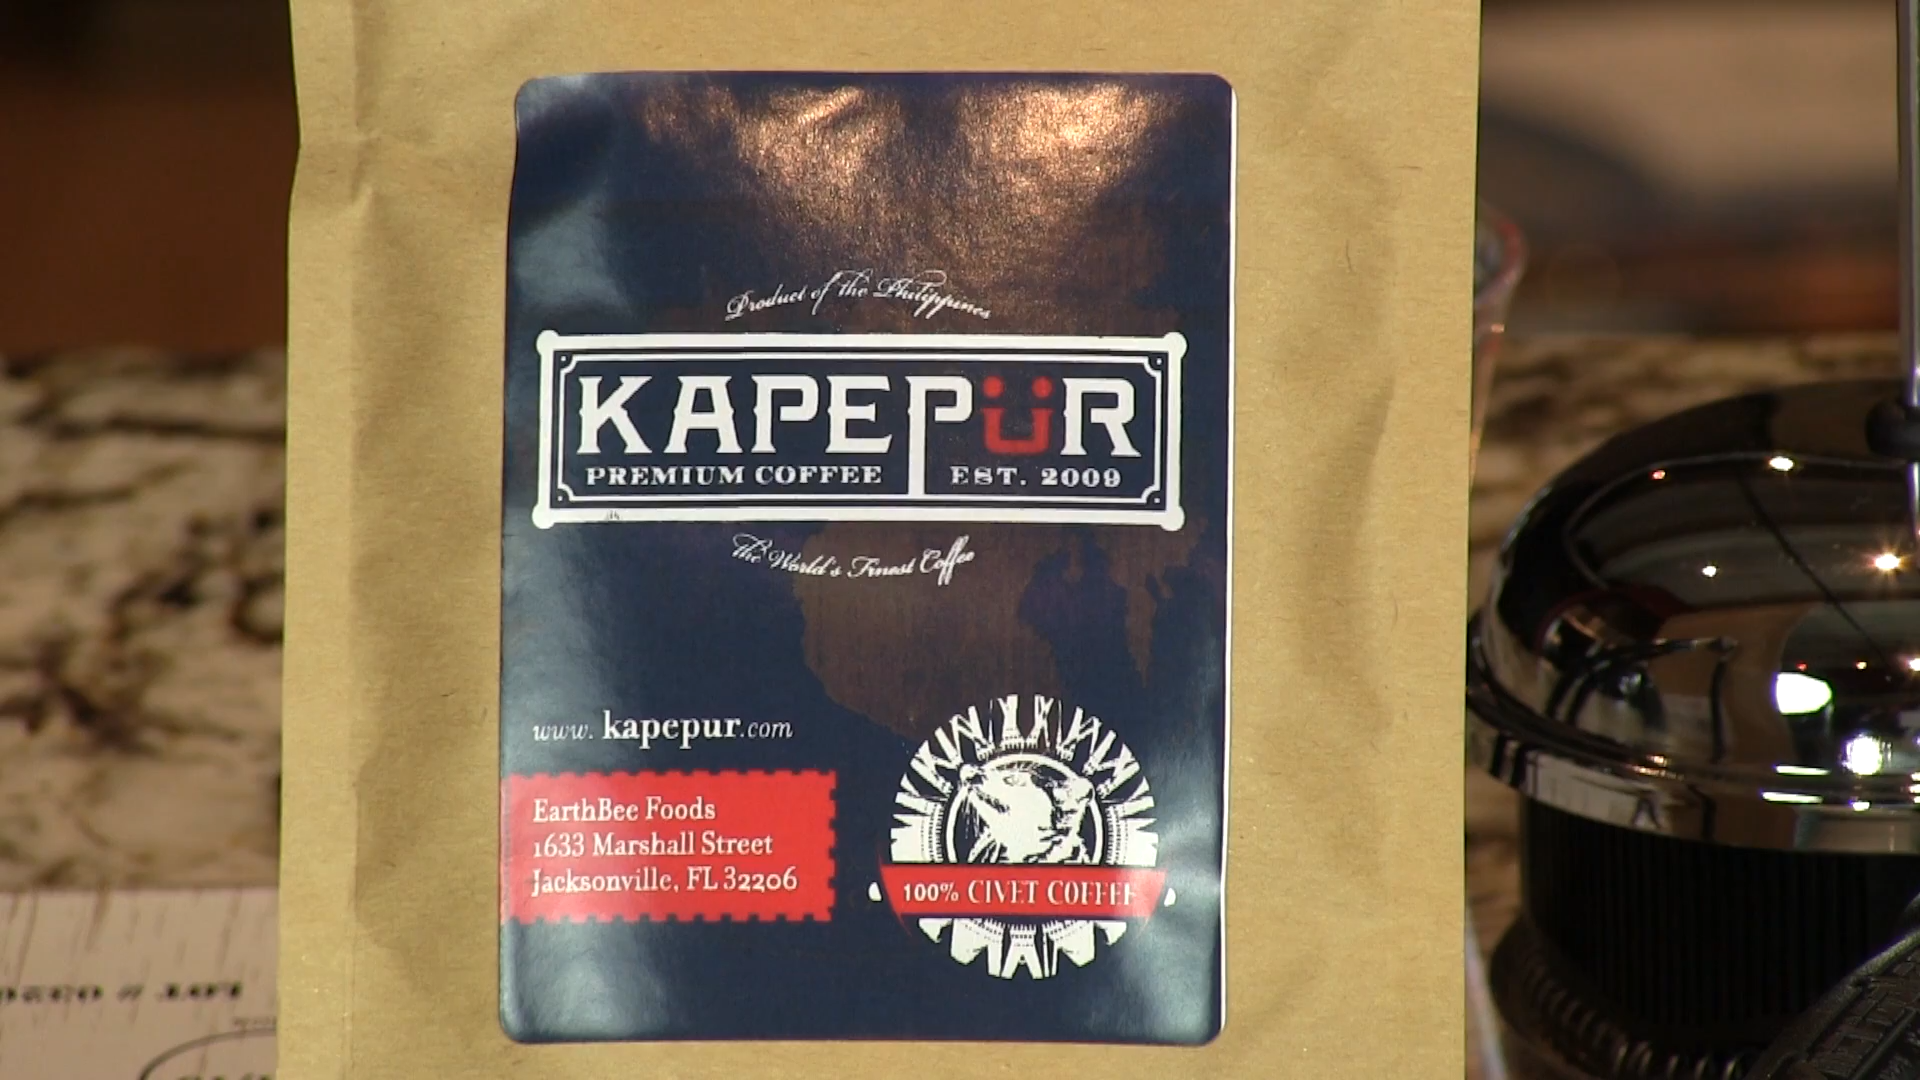 Product of the Philippines
KAPEPüR
PREMIUM COFFEE
EST. 2009
The World's Finest Coffee
www.kapepur.com
EarthBee Foods
1633 Marshall Street
Jacksonville, FL 32206
100% CIVET COFFEE